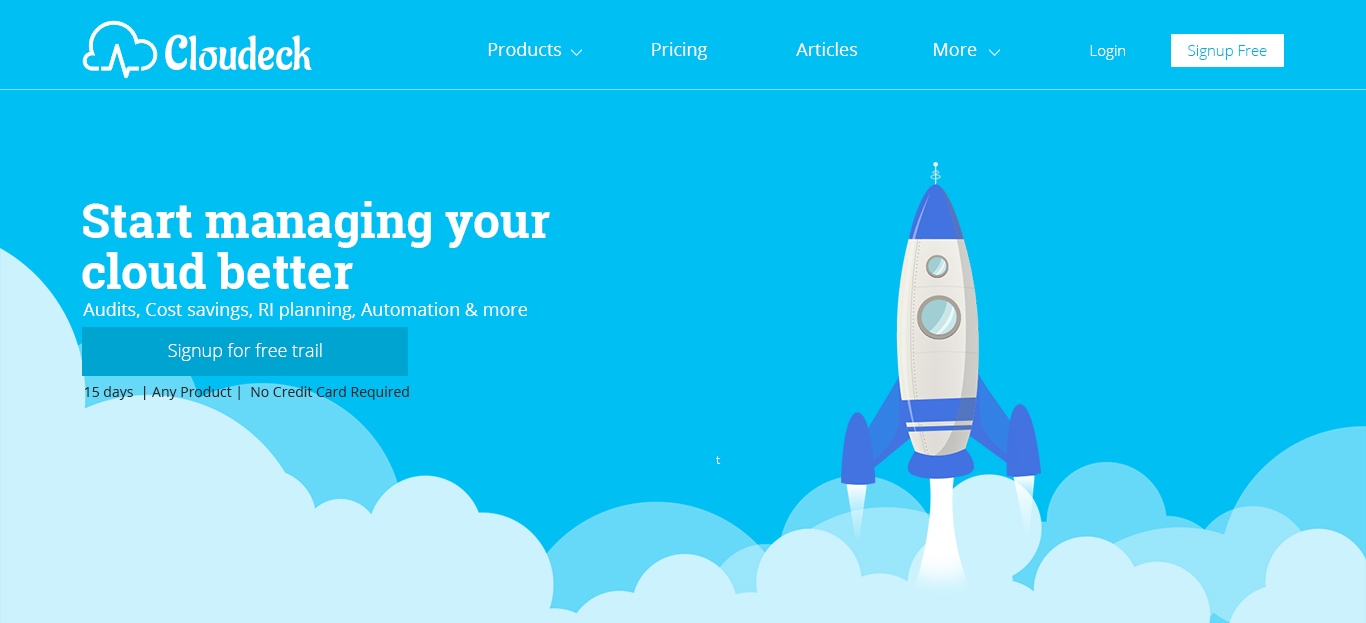 Cloudeck
Products Pricing Articles More Login Signup Free
Start managing your
cloud better
Audits, Cost savings, RI planning, Automation & more
Signup for free trail
15 days | Any Product | No Credit Card Required
t